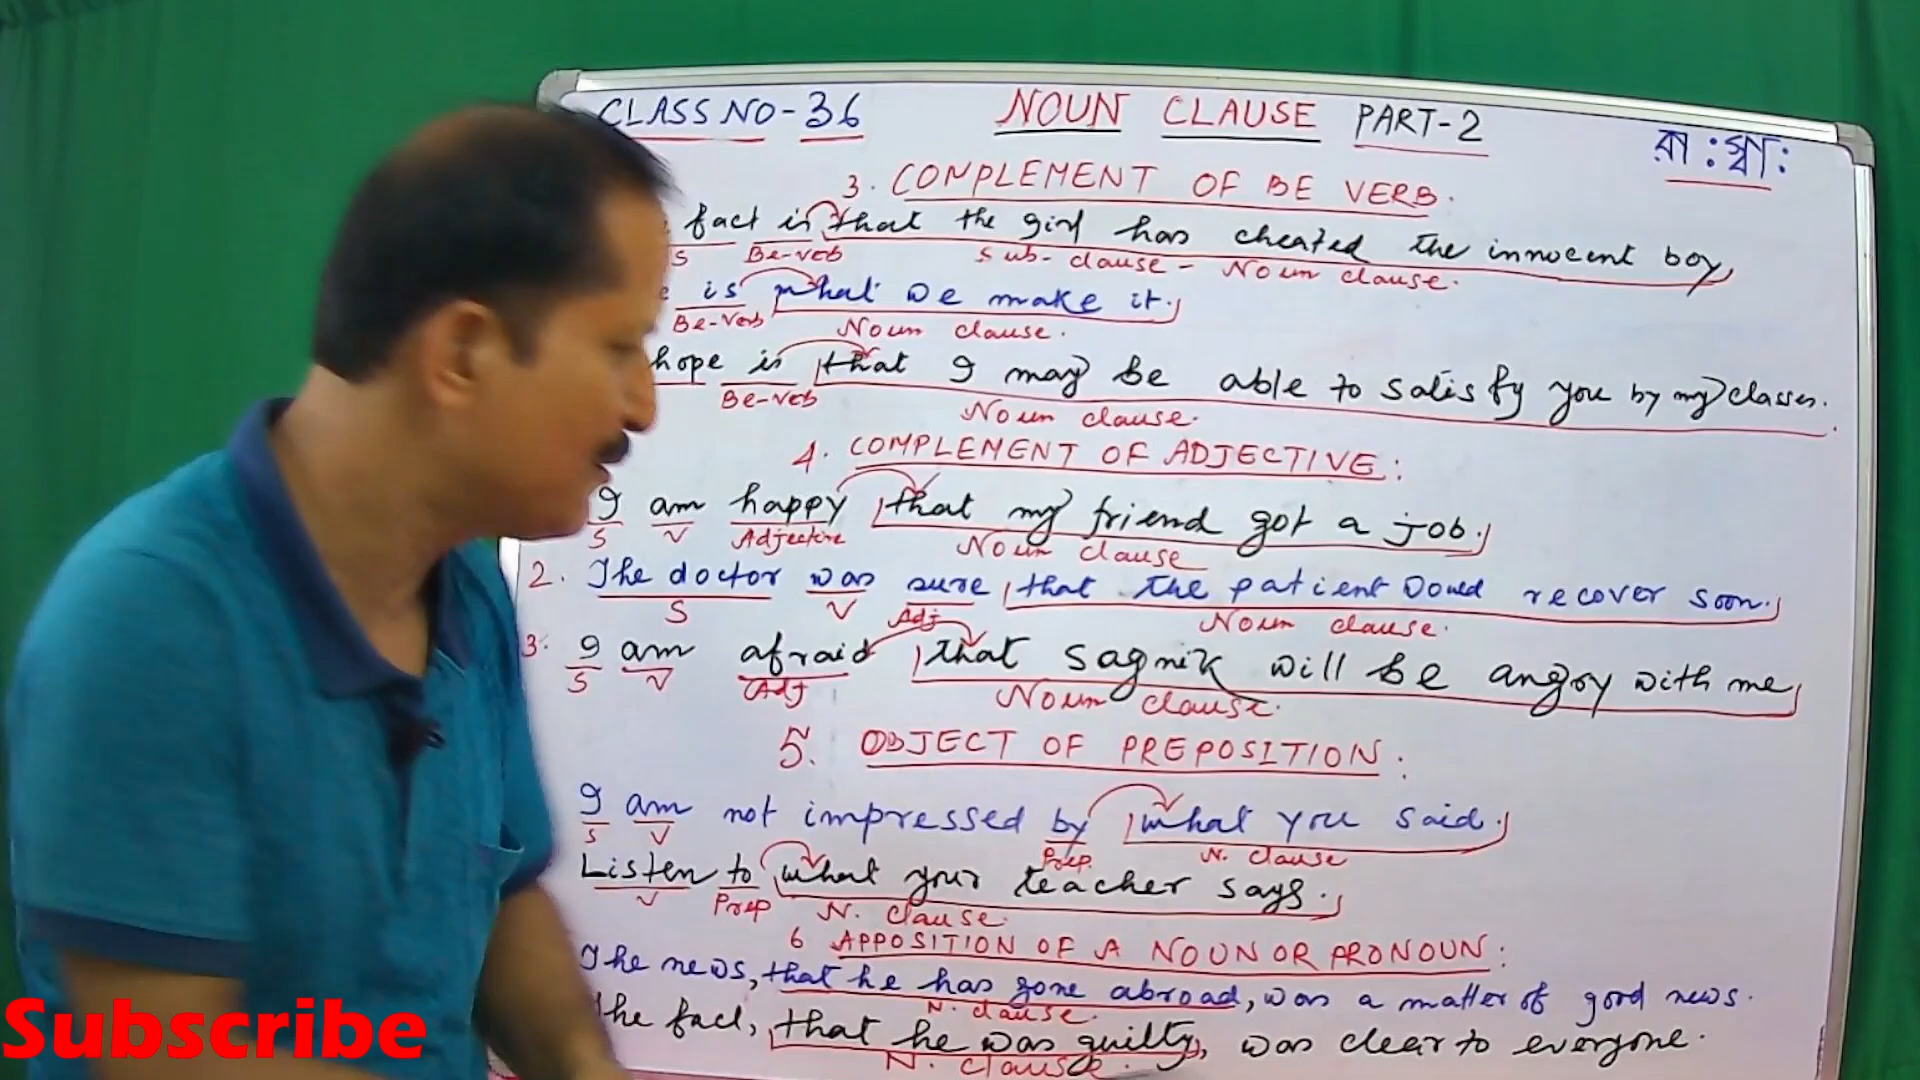 CLASS NO-36 NOUN CLAUSE PART-2
রা:স্বা:
3. COMPLEMENT OF BE VERB.
fact is that the girl has cheated the innocent boy,
S Be-verb Sub-clause - Noun clause.
is what we make it.
Be-Verb Noun clause.
hope is that I may be able to satisfy you by my classes.
Be-verb Noun clause.
4. COMPLEMENT OF ADJECTIVE:
I am happy that my friend got a job.
S V Adjective Noun clause
2. The doctor was sure that the patient would recover soon.
S V Adj Noun clause.
3. I am afraid that Sagnik will be angry with me
S V Adj Noun clause.
5. OBJECT OF PREPOSITION.
I am not impressed by what you said.
S V Prep. N. clause
Listen to what your teacher says.
V Prep N. clause.
6 APPOSITION OF A NOUN OR PRONOUN:
The news, that he has gone abroad, was a matter of good news.
N. clause.
The fact, that he was guilty, was clear to everyone.
N. clause.
Subscribe